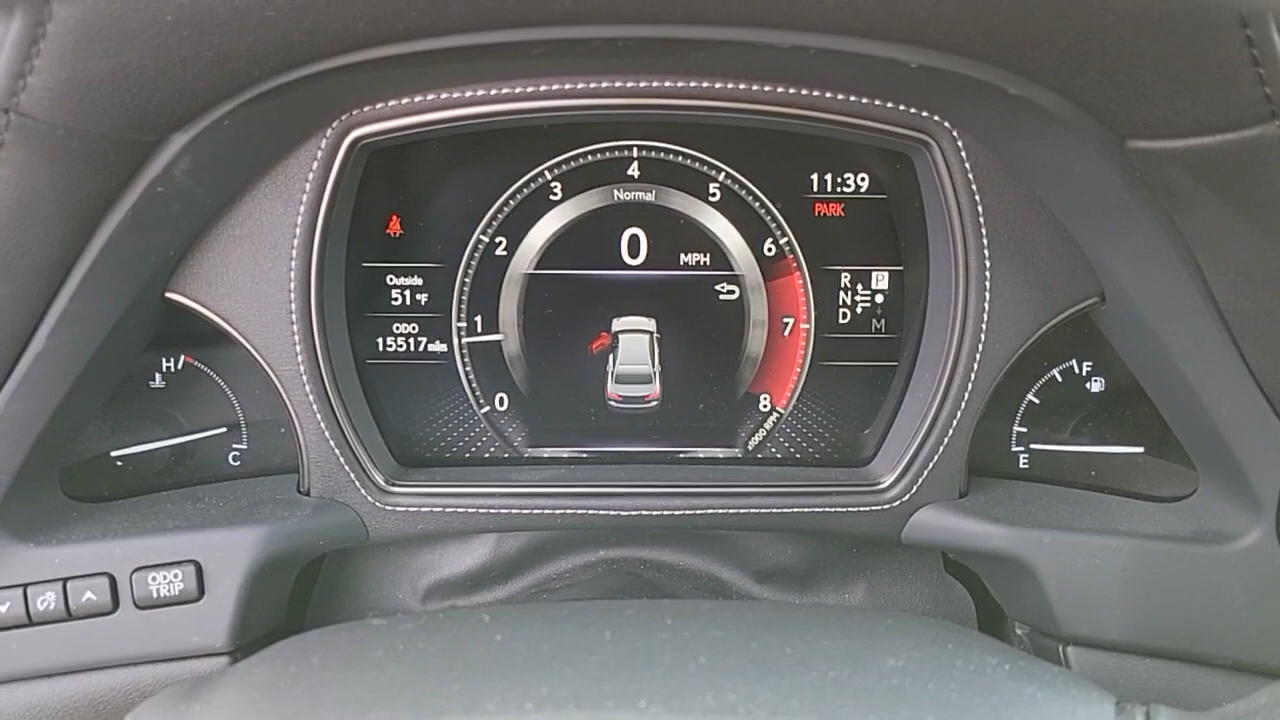 4
3
5
Normal
11:39
PARK
2
0
MPH
6
Outside
51 °F
R
P
N
D
M
ODO
15517 miles
1
7
0
8
x1000 RPM
H
C
F
E
ODO
TRIP